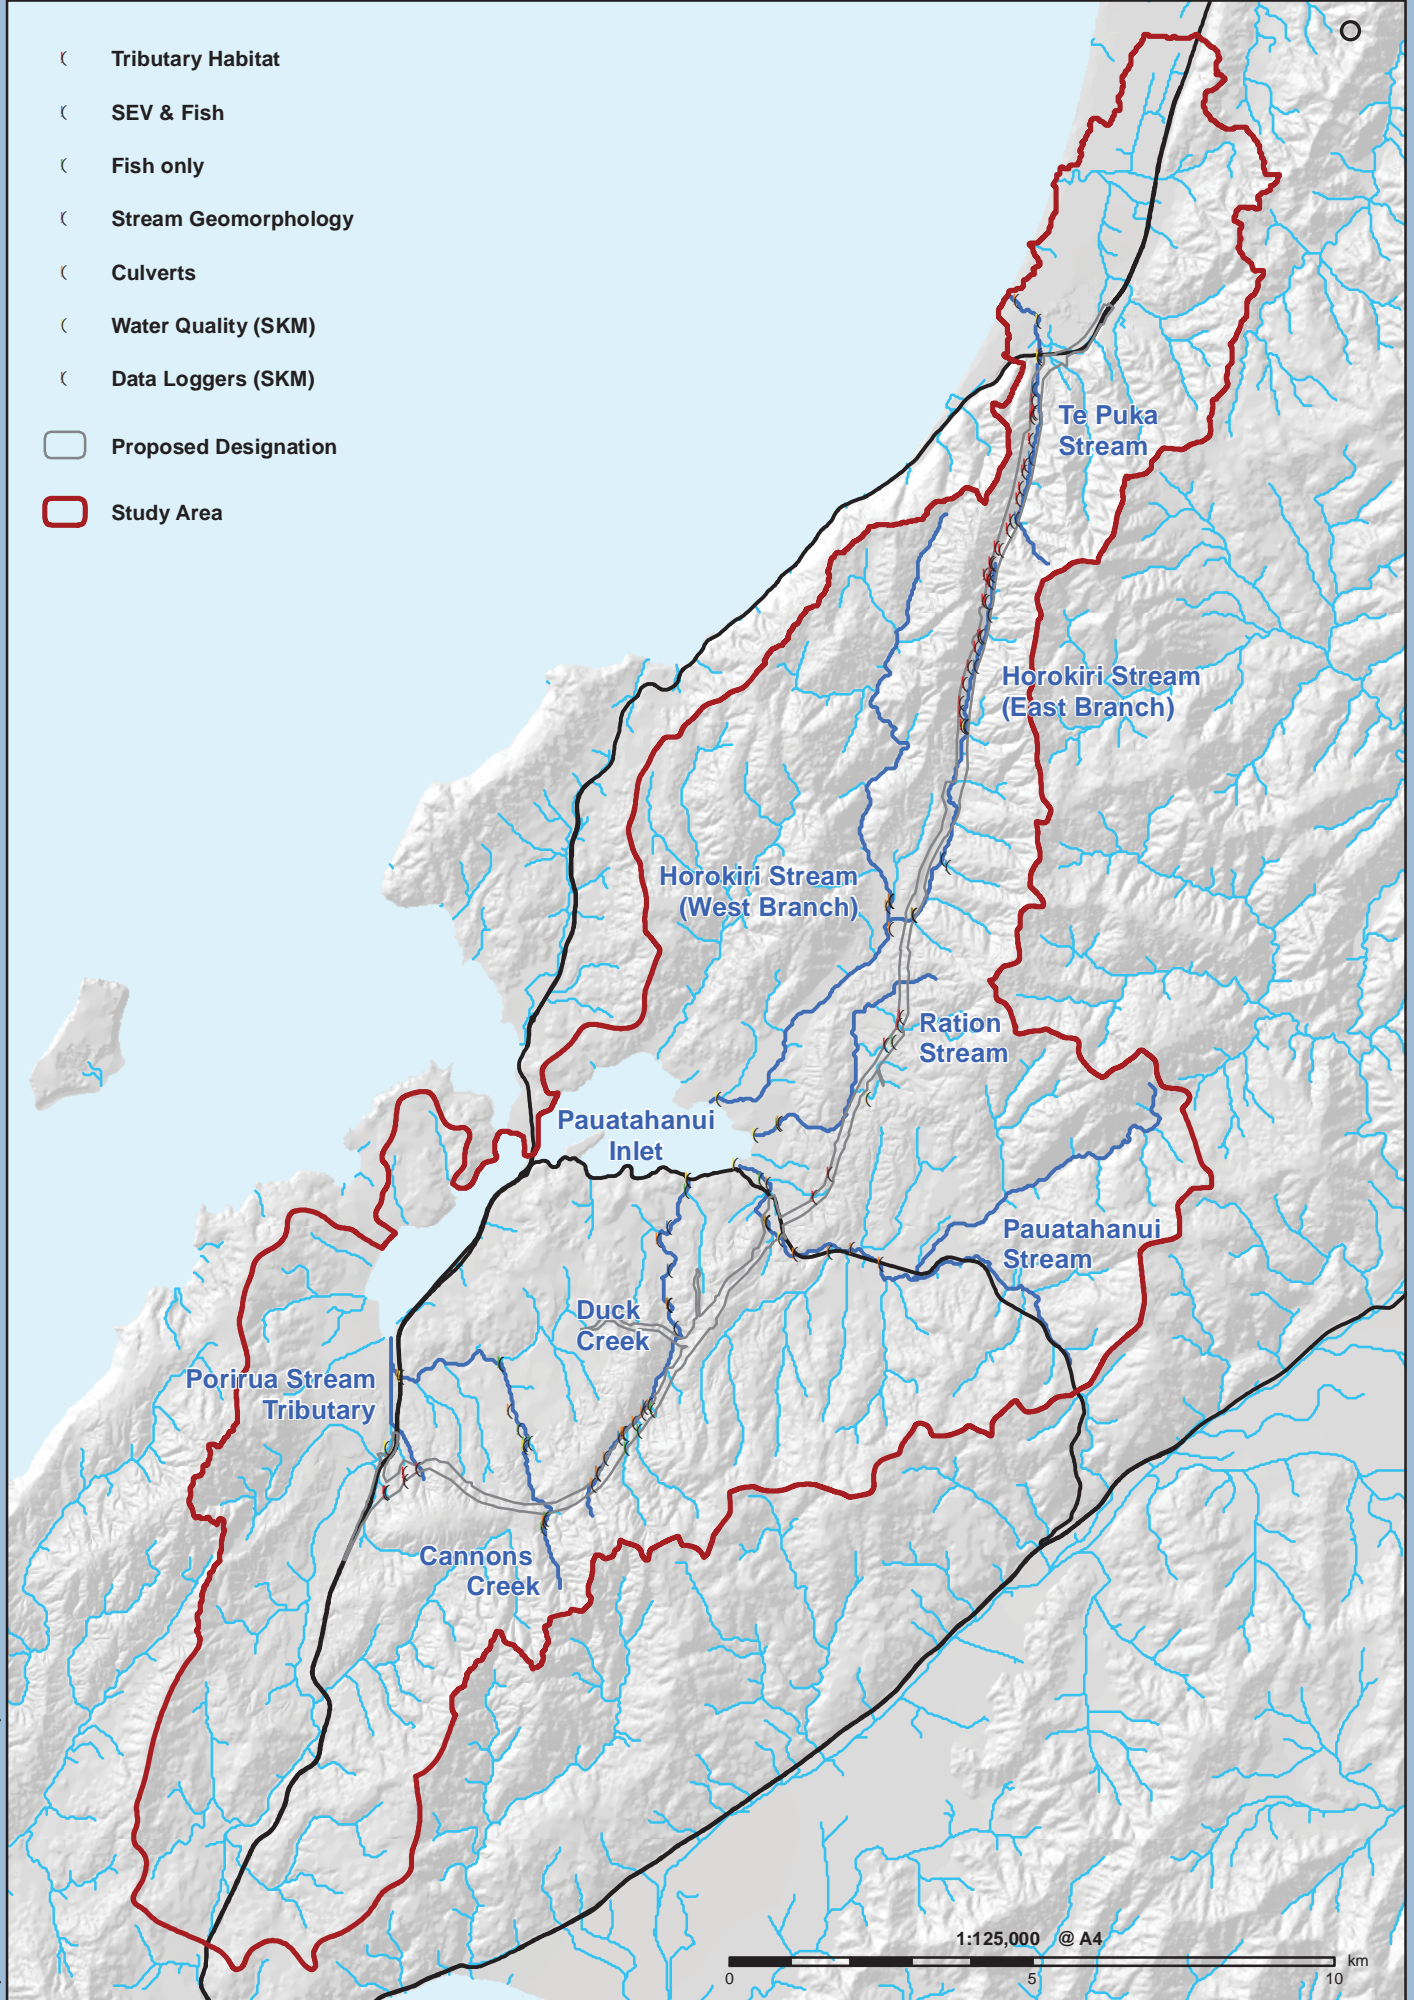 Tributary Habitat
SEV & Fish
Fish only
Stream Geomorphology
Culverts
Water Quality (SKM)
Data Loggers (SKM)
Proposed Designation
Study Area
Te Puka
Stream
Horokiri Stream
(East Branch)
Horokiri Stream
(West Branch)
Ration
Stream
Pauatahanui
Inlet
Pauatahanui
Stream
Duck
Creek
Porirua Stream
Tributary
Cannons
Creek
1:125,000 @ A4
km
0 5 10